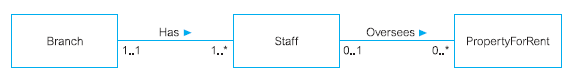 Has ► Oversees ►
Branch Staff PropertyForRent
1..1 1..* 0..1 0..*